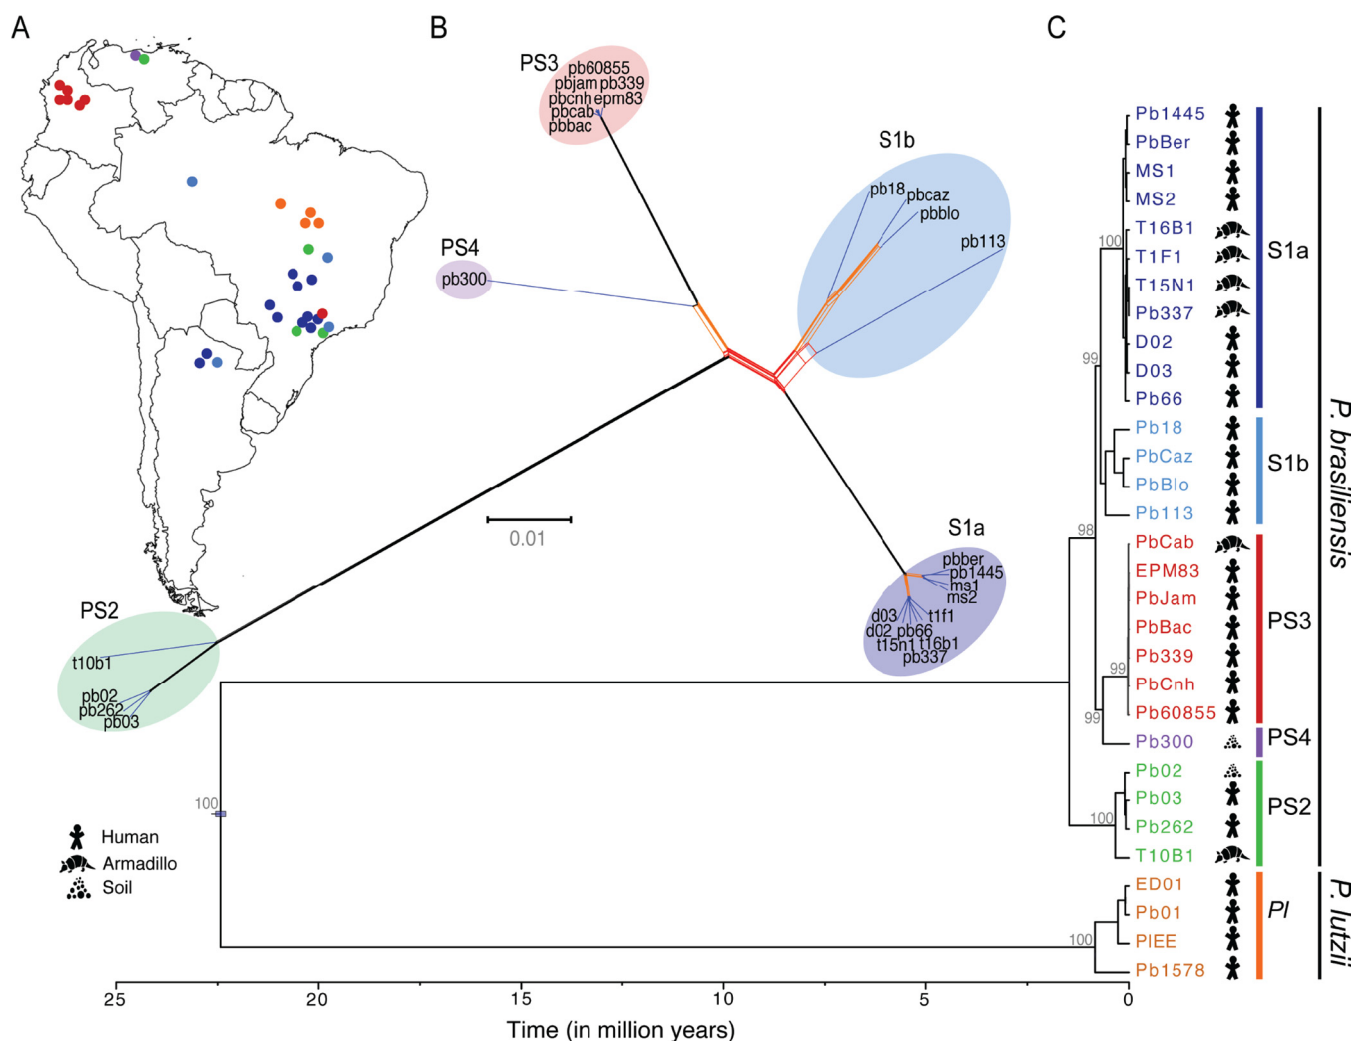 A
B
C
PS3
pb60855
pbjam pb339
pbcnh epm83
pbcab
pbbac
S1b
pb18
pbcaz
pbblo
pb113
PS4
pb300
0.01
S1a
pbber
pb1445
ms1
ms2
d03
t1f1
d02 pb66
t15n1 t16b1
pb337
PS2
t10b1
pb02
pb262
pb03
Pb1445
PbBer
MS1
MS2
T16B1
T1F1
T15N1
Pb337
D02
D03
Pb66
Pb18
PbCaz
PbBlo
Pb113
PbCab
EPM83
PbJam
PbBac
Pb339
PbCnh
Pb60855
Pb300
Pb02
Pb03
Pb262
T10B1
ED01
Pb01
PlEE
Pb1578
100
99
98
99
99
100
100
100
S1a
S1b
PS3
PS4
PS2
Pl
P. brasiliensis
P. lutzii
Human
Armadillo
Soil
25
20
15
10
5
0
Time (in million years)